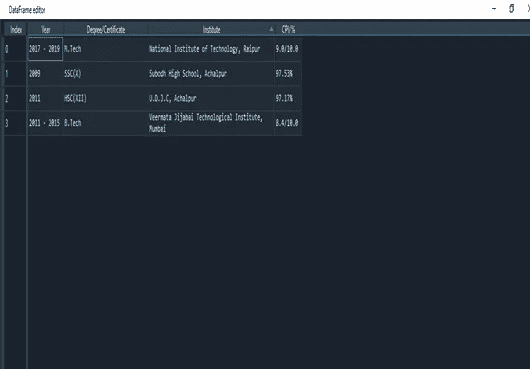 DataFrame editor
Index Year Degree/Certificate Institute CPI/%
0 2017 - 2019 M.Tech National Institute of Technology, Raipur 9.0/10.0
1 2009 SSC(X) Subodh High School, Achalpur 97.53%
2 2011 HSC(XII) U.D.J.C, Achalpur 97.17%
3 2011 - 2015 B.Tech Veermata Jijabai Technological Institute, 8.4/10.0
Mumbai